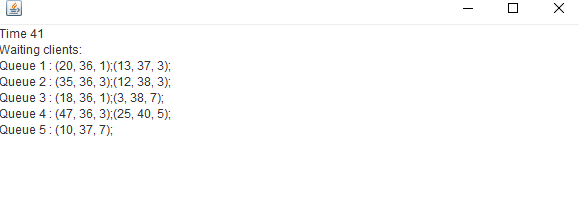 Time 41
Waiting clients:
Queue 1 : (20, 36, 1);(13, 37, 3);
Queue 2 : (35, 36, 3);(12, 38, 3);
Queue 3 : (18, 36, 1);(3, 38, 7);
Queue 4 : (47, 36, 3);(25, 40, 5);
Queue 5 : (10, 37, 7);